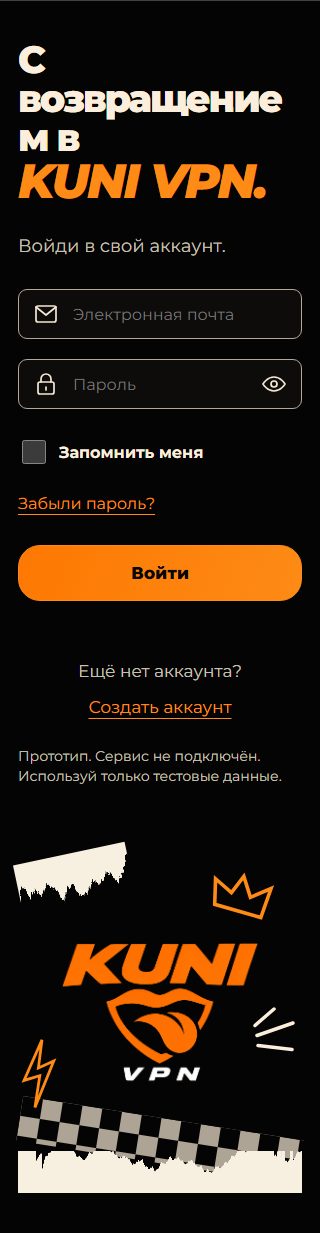 С
возвращение
м в
KUNI VPN.
Войди в свой аккаунт.
Электронная почта
Пароль
Запомнить меня
Забыли пароль?
Войти
Ещё нет аккаунта?
Создать аккаунт
Прототип. Сервис не подключён.
Используй только тестовые данные.
KUNI
VPN